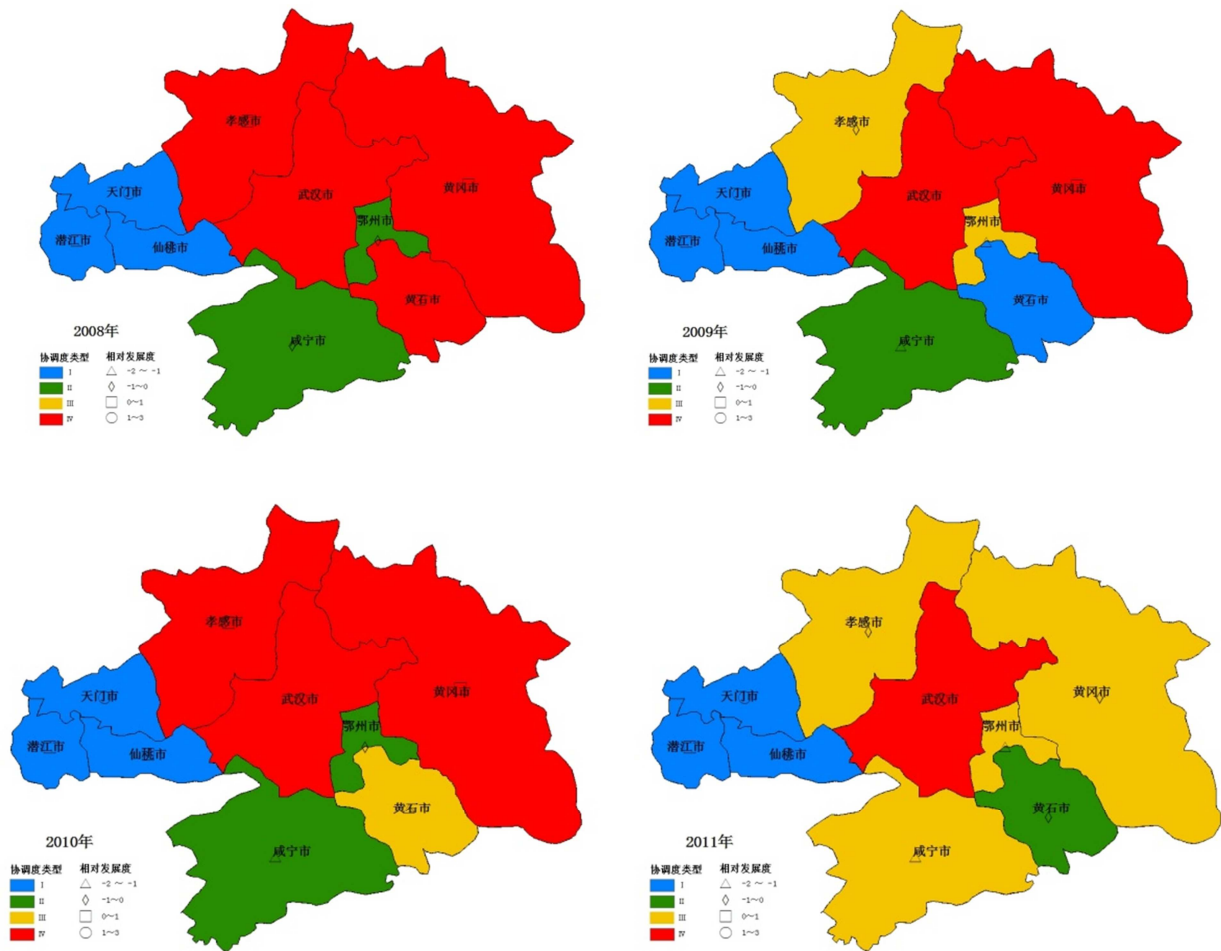 孝感市
天门市
武汉市
黄冈市
鄂州市
潜江市
仙桃市
黄石市
咸宁市
2008年
协调度类型 相对发展度
I -2 ~ -1
II -1~0
III 0~1
IV 1~3
孝感市
天门市
武汉市
黄冈市
鄂州市
潜江市
仙桃市
黄石市
咸宁市
2009年
协调度类型 相对发展度
I -2 ~ -1
II -1~0
III 0~1
IV 1~3
孝感市
天门市
武汉市
黄冈市
鄂州市
潜江市
仙桃市
黄石市
咸宁市
2010年
协调度类型 相对发展度
I -2 ~ -1
II -1~0
III 0~1
IV 1~3
孝感市
天门市
武汉市
黄冈市
鄂州市
潜江市
仙桃市
黄石市
咸宁市
2011年
协调度类型 相对发展度
I -2 ~ -1
II -1~0
III 0~1
IV 1~3